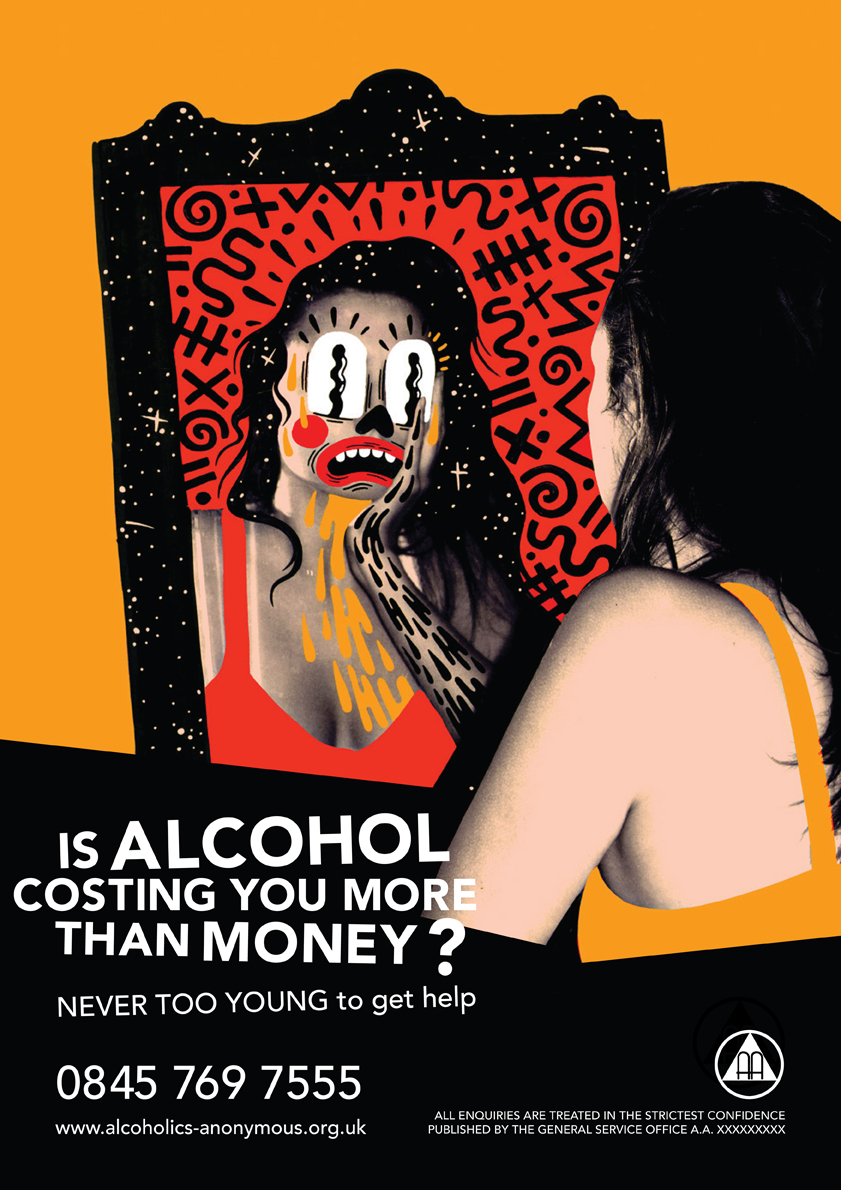 IS ALCOHOL
COSTING YOU MORE
THAN MONEY?
NEVER TOO YOUNG to get help
0845 769 7555
www.alcoholics-anonymous.org.uk
AA
ALL ENQUIRIES ARE TREATED IN THE STRICTEST CONFIDENCE
PUBLISHED BY THE GENERAL SERVICE OFFICE A.A. XXXXXXXXX